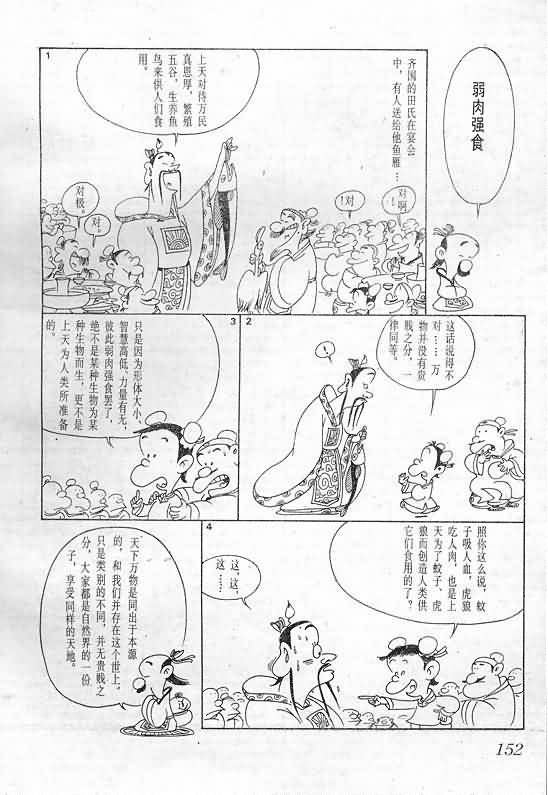 弱肉强食
1
齐国的田氏在宴会
中，有人送给他鱼雁…
上天对待万民
真恩厚，繁殖
五谷，生养鱼
鸟来供人们食
用。
对啊
！对
对。
对极。
2
这话说得不
对……万
物并没有贵
贱之分，一
律同等。
！
3
只是因为形体大小、
智慧高低、力量有无，
彼此弱肉强食罢了，
绝不是某种生物为某
种生物而生，更不是
上天为人类所准备
的。
4
照你这么说，蚊
子吸人血，虎狼
吃人肉，也是上
天为了蚊子、虎
狼而创造人类供
它们食用的了？
这，这，
这……
天下万物是同出于本源
的，和我们并存在这个世上，
只是类别的不同，并无贵贱之
分，大家都是自然界的一份
子，享受同样的天地。
152